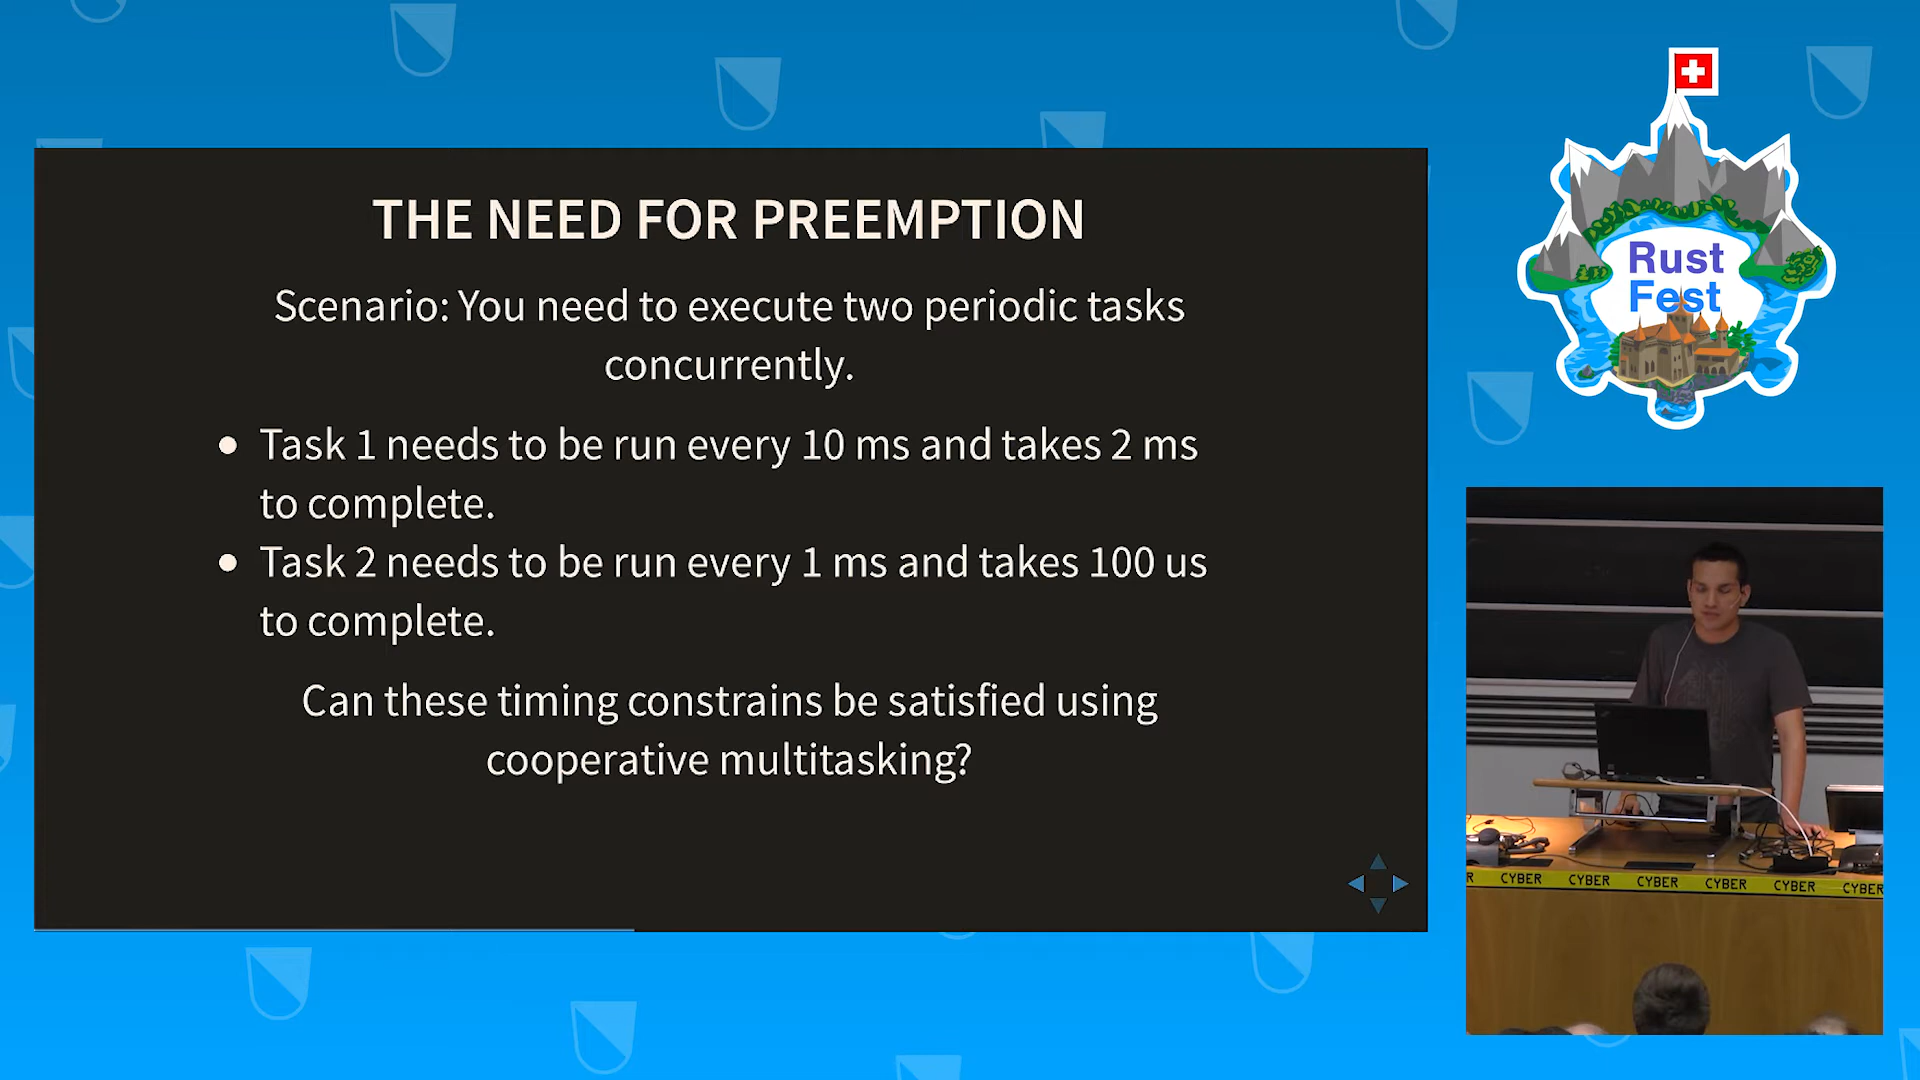 THE NEED FOR PREEMPTION
Scenario: You need to execute two periodic tasks
concurrently.
Task 1 needs to be run every 10 ms and takes 2 ms
to complete.
Task 2 needs to be run every 1 ms and takes 100 us
to complete.
Can these timing constrains be satisfied using
cooperative multitasking?
Rust
Fest
R CYBER CYBER CYBER CYBER CYBER CYBER